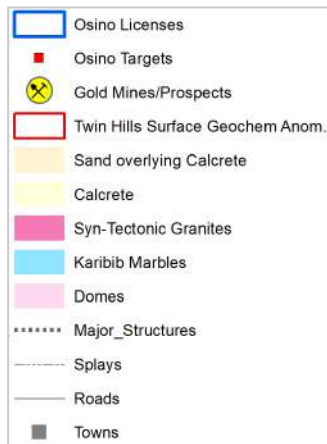 Osino Licenses
Osino Targets
Gold Mines/Prospects
Twin Hills Surface Geochem Anom.
Sand overlying Calcrete
Calcrete
Syn-Tectonic Granites
Karibib Marbles
Domes
Major_Structures
Splays
Roads
Towns